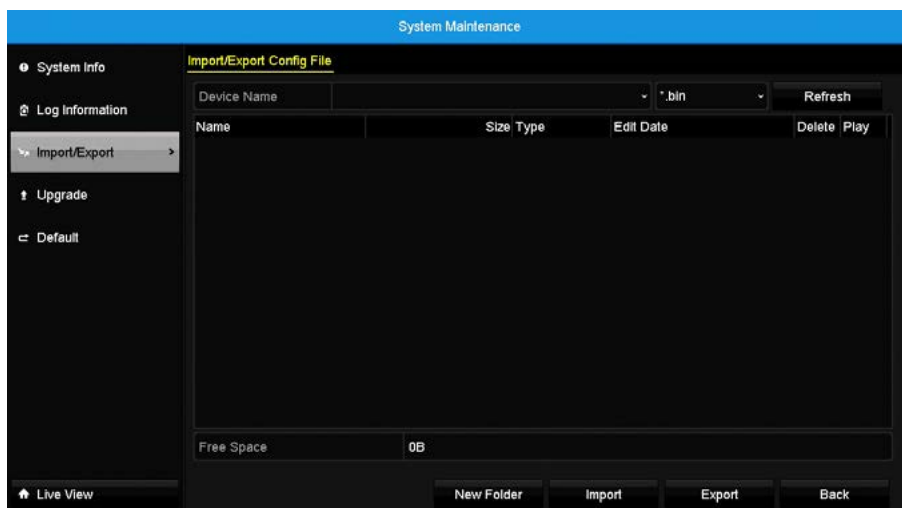 System Maintenance
System Info
Log Information
Import/Export >
Upgrade
Default
Live View
Import/Export Config File
Device Name *.bin Refresh
Name Size Type Edit Date Delete Play
Free Space 0B
New Folder Import Export Back